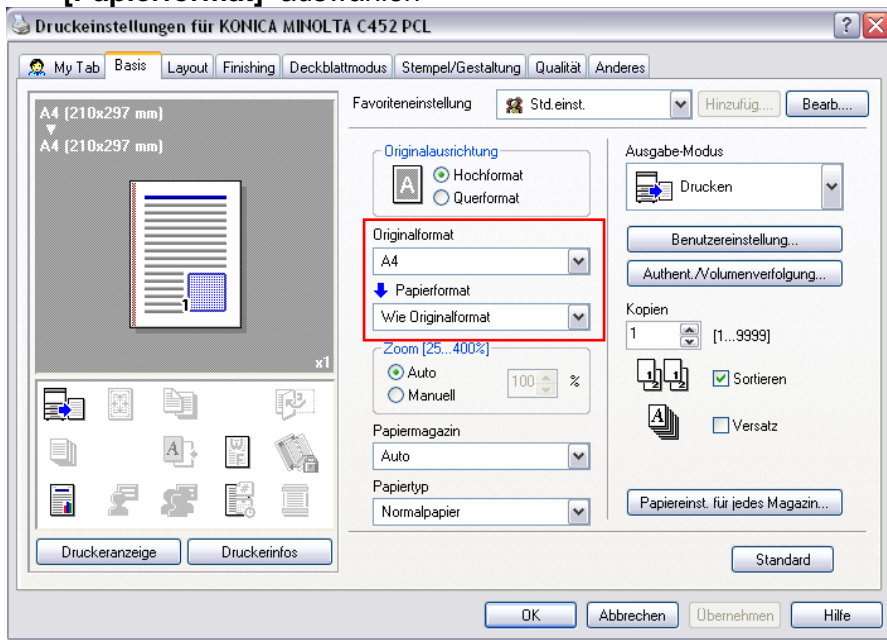 [Papierformat]" auswählen
Druckeinstellungen für KONICA MINOLTA C452 PCL
My Tab Basis Layout Finishing Deckblattmodus Stempel/Gestaltung Qualität Anderes
A4 (210x297 mm)
A4 (210x297 mm)
1
x1
Druckeranzeige Druckerinfos
Favoriteneinstellung Std.einst. Hinzufüg.... Bearb....
Originalausrichtung
A
Hochformat
Querformat
Originalformat
A4
Papierformat
Wie Originalformat
Zoom [25...400%]
Auto
Manuell
100 %
Papiermagazin
Auto
Papiertyp
Normalpapier
Ausgabe-Modus
Drucken
Benutzereinstellung...
Authent./Volumenverfolgung...
Kopien
1 [1...9999]
Sortieren
Versatz
Papiereinst. für jedes Magazin...
Standard
OK Abbrechen Übernehmen Hilfe